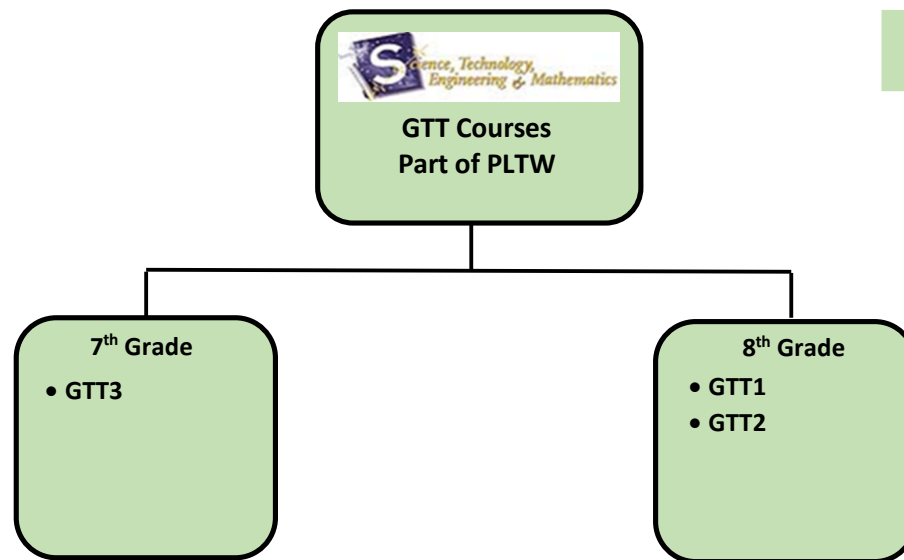 Science, Technology,
Engineering & Mathematics
GTT Courses
Part of PLTW
7th Grade
• GTT3
8th Grade
• GTT1
• GTT2